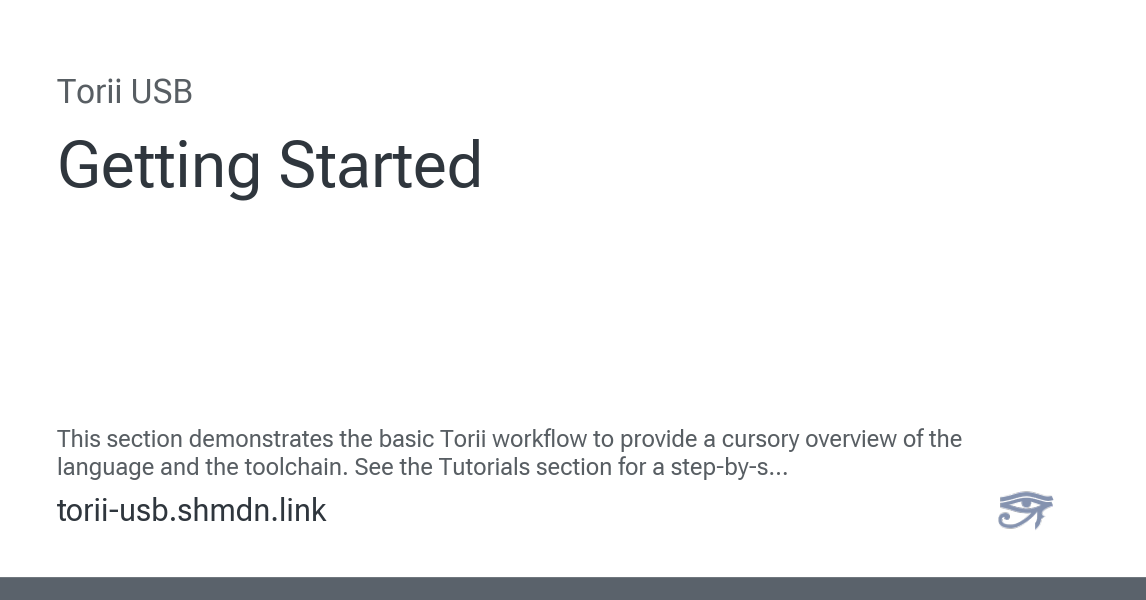 Torii USB
Getting Started
This section demonstrates the basic Torii workflow to provide a cursory overview of the
language and the toolchain. See the Tutorials section for a step-by-s...
torii-usb.shmdn.link